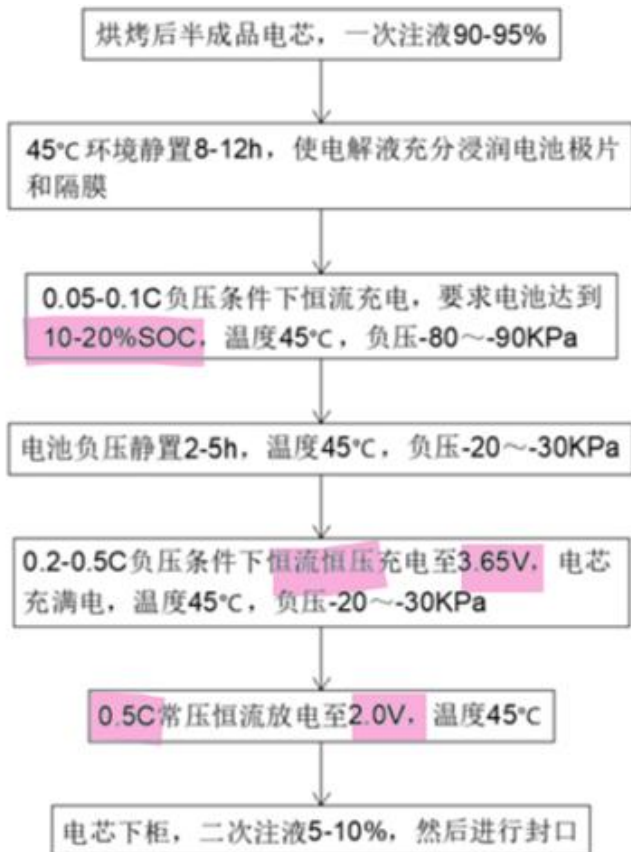 烘烤后半成品电芯，一次注液90-95%
45℃环境静置8-12h，使电解液充分浸润电池极片
和隔膜
0.05-0.1C负压条件下恒流充电，要求电池达到
10-20%SOC，温度45℃，负压-80～-90KPa
电池负压静置2-5h，温度45℃，负压-20～-30KPa
0.2-0.5C负压条件下恒流恒压充电至3.65V，电芯
充满电，温度45℃，负压-20～-30KPa
0.5C常压恒流放电至2.0V，温度45℃
电芯下柜，二次注液5-10%，然后进行封口